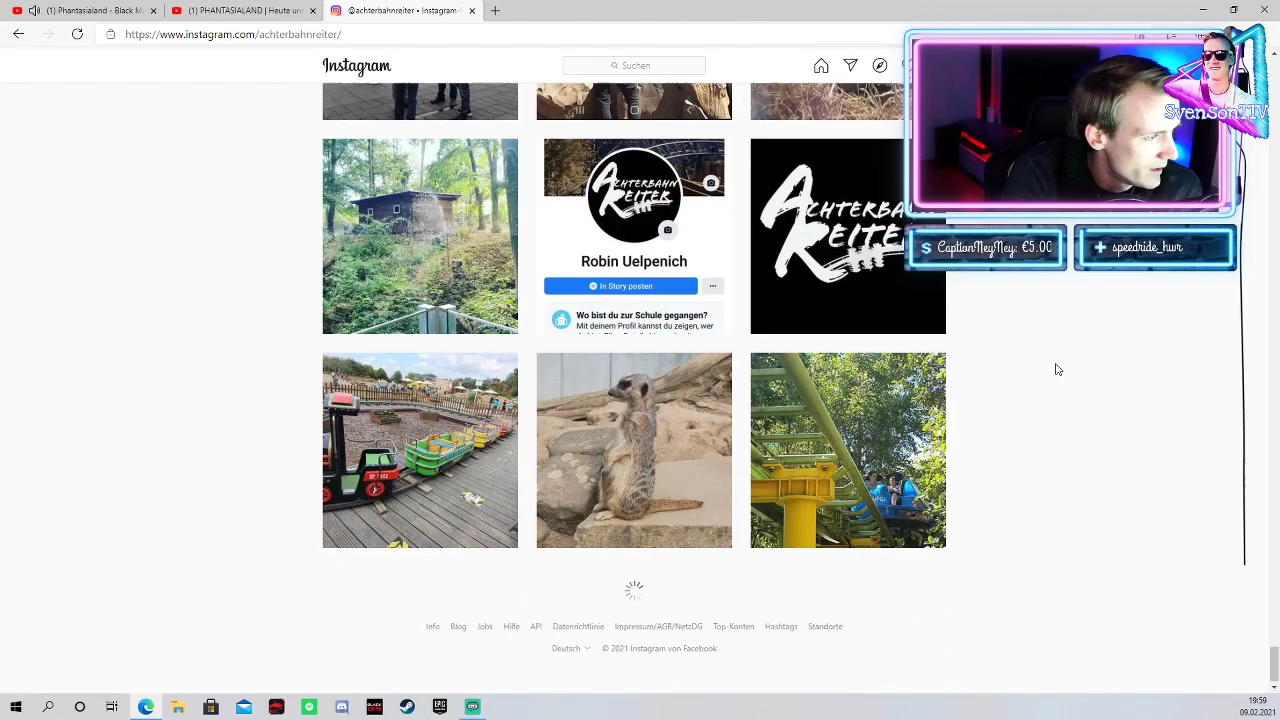 (1) Phantasialand - Black M
(1) PHANTASIALAND | Heute un
@achterbahnreiter • Instagram-F
https://www.instagram.com/achterbahnreiter/
Instagram
Suchen
SvenSonTTV
CaptionNeyNey: €5.00
speedride_hwr
ACHTERBAHN
REITER
Robin Uelpenich
In Story posten
Wo bist du zur Schule gegangen?
Mit deinem Profil kannst du zeigen, wer
ACHTERBA
REITER
Info Blog Jobs Hilfe API Datenrichtlinie Impressum/AGB/NetzDG Top-Konten Hashtags Standorte
Deutsch © 2021 Instagram von Facebook
19:59
09.02.2021